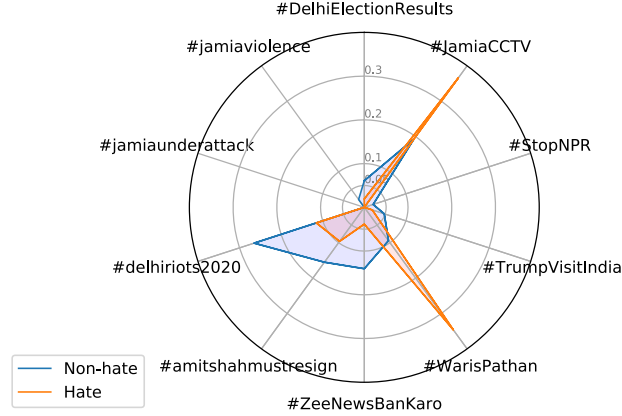 #DelhiElectionResults
#jamiaviolence
#JamiaCCTV
0.3
0.2
#jamiaunderattack
#StopNPR
0.1
#delhiriots2020
#TrumpVisitIndia
#amitshahmustresign
#WarisPathan
Non-hate
Hate
#ZeeNewsBanKaro